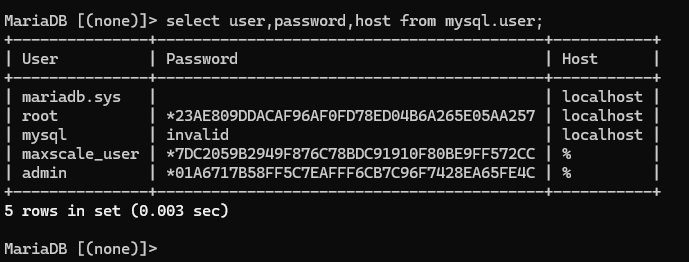 MariaDB [(none)]> select user,password,host from mysql.user;
+--------------+-------------------------------------------+-----------+
| User         | Password                                  | Host      |
+--------------+-------------------------------------------+-----------+
| mariadb.sys  |                                           | localhost |
| root         | *23AE809DDACAF96AF0FD78ED04B6A265E05AA257 | localhost |
| mysql        | invalid                                   | localhost |
| maxscale_user | *7DC2059B2949F876C78BDC91910F80BE9FF572CC | %         |
| admin        | *01A6717B58FF5C7EAFFF6CB7C96F7428EA65FE4C | %         |
+--------------+-------------------------------------------+-----------+
5 rows in set (0.003 sec)
MariaDB [(none)]>